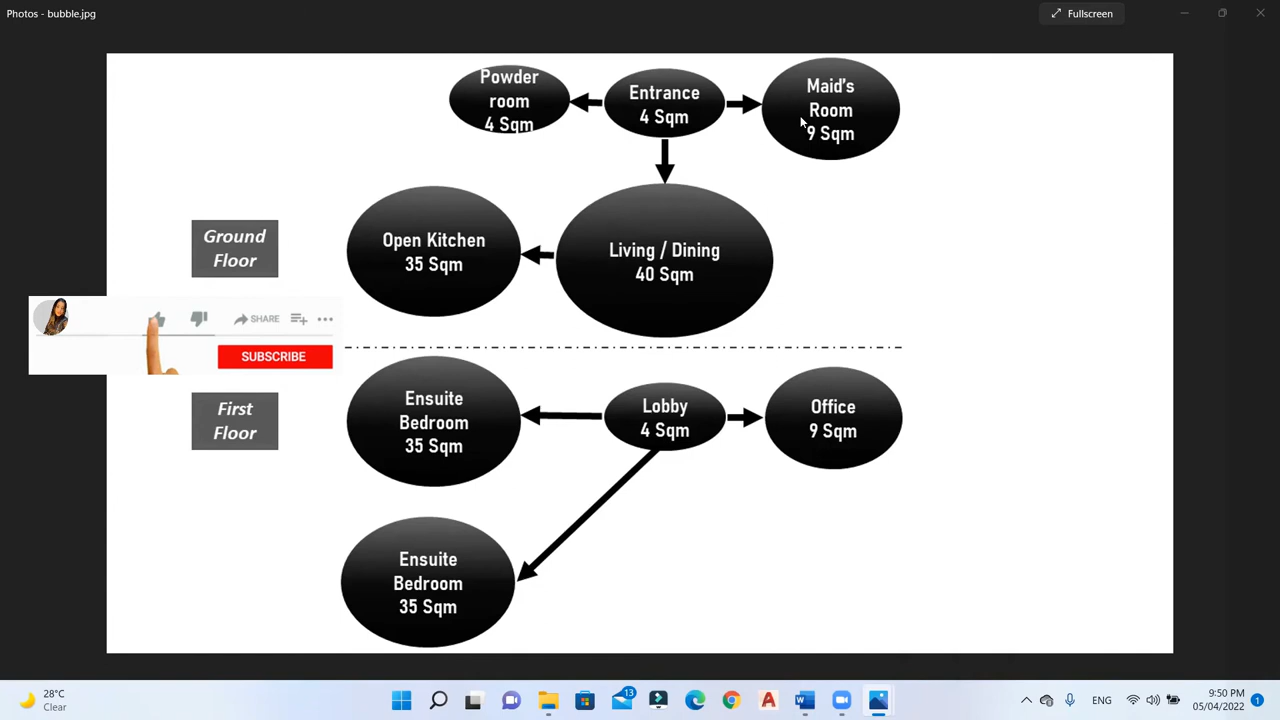 Photos - bubble.jpg
Fullscreen
Powder
room
4 Sqm
Entrance
4 Sqm
Maid's
Room
9 Sqm
Ground
Floor
Open Kitchen
35 Sqm
Living / Dining
40 Sqm
SHARE
SUBSCRIBE
First
Floor
Ensuite
Bedroom
35 Sqm
Lobby
4 Sqm
Office
9 Sqm
Ensuite
Bedroom
35 Sqm
28°C
Clear
13
A
W
ENG
9:50 PM
05/04/2022
1